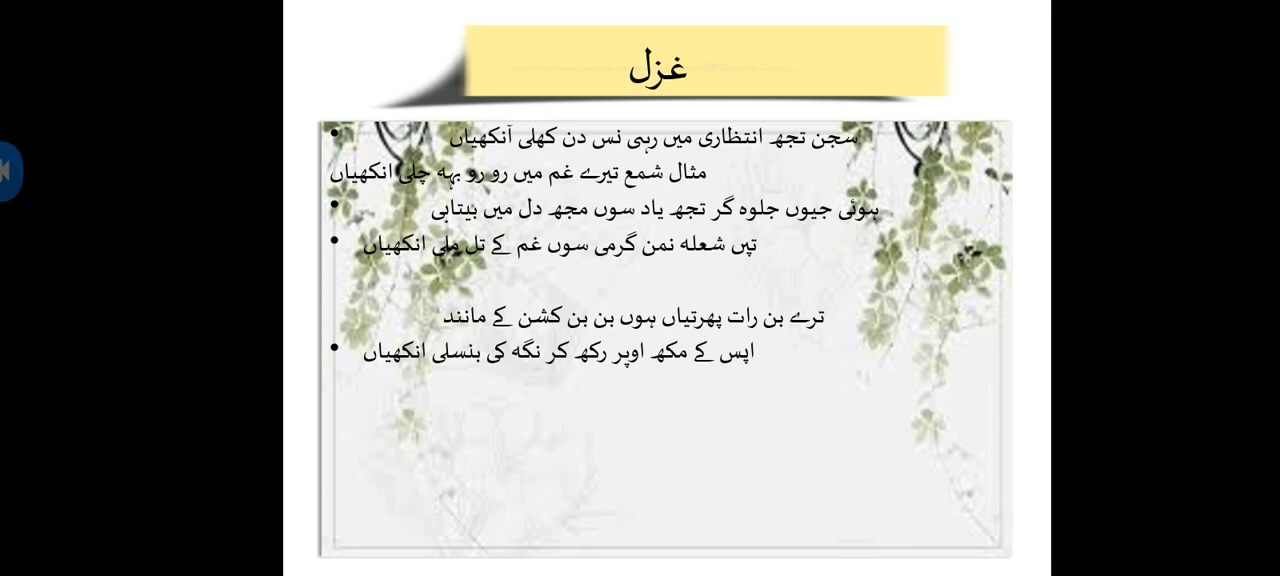 غزل
• سجن تجھ انتظاری میں رہی نس دن کھلی آنکھیاں
مثال شمع تیرے غم میں رو رو بہہ چلی انکھیاں
• ہوئی جیوں جلوہ گر تجھ یاد سوں مجھ دل میں بیتابی
• تپں شعلہ نمن گرمی سوں غم کے تل ملی انکھیاں
ترے بن رات پھرتیاں ہوں بن بن کشن کے مانند
• اپس کے مکھ اوپر رکھ کر نگہ کی بنسلی انکھیاں